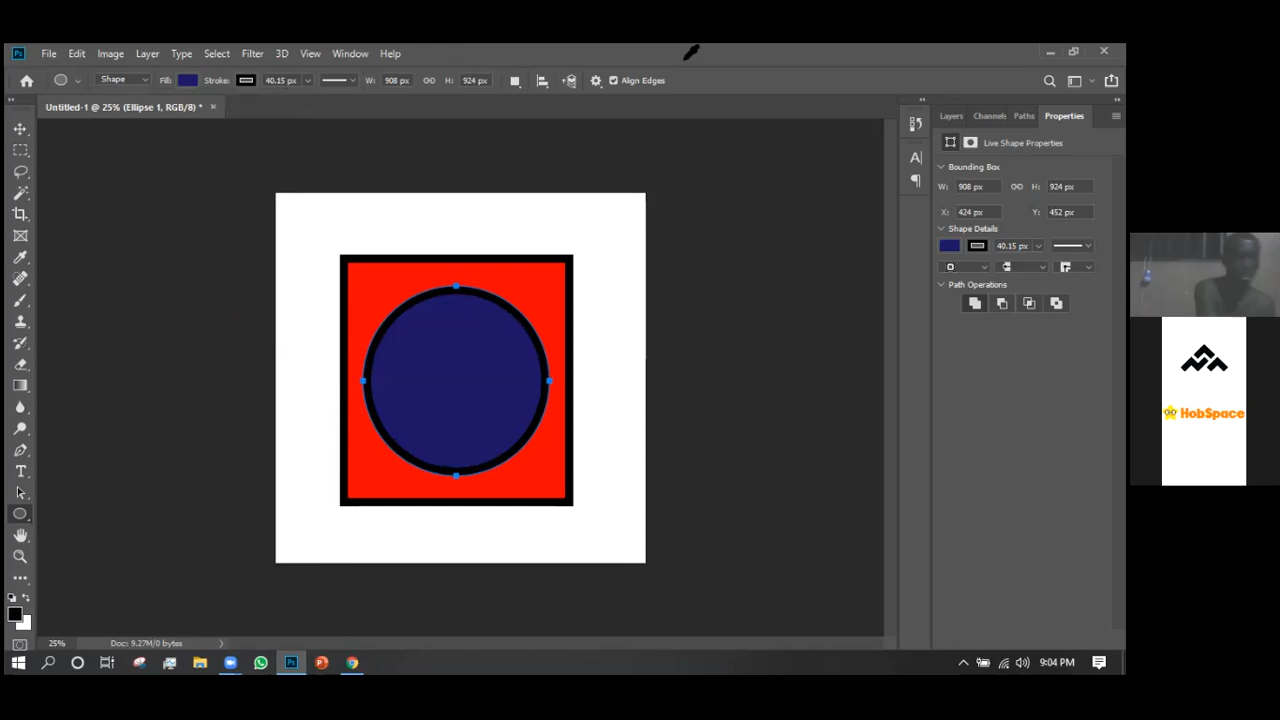 Ps File Edit Image Layer Type Select Filter 3D View Window Help
Shape Fill: Stroke: 40.15 px W: 908 px H: 924 px Align Edges
Untitled-1 @ 25% (Ellipse 1, RGB/8) *
Layers Channels Paths Properties
Live Shape Properties
Bounding Box
W: 908 px H: 924 px
X: 424 px Y: 452 px
Shape Details
40.15 px
Path Operations
HobSpace
25% Doc: 9.27M/0 bytes
9:04 PM